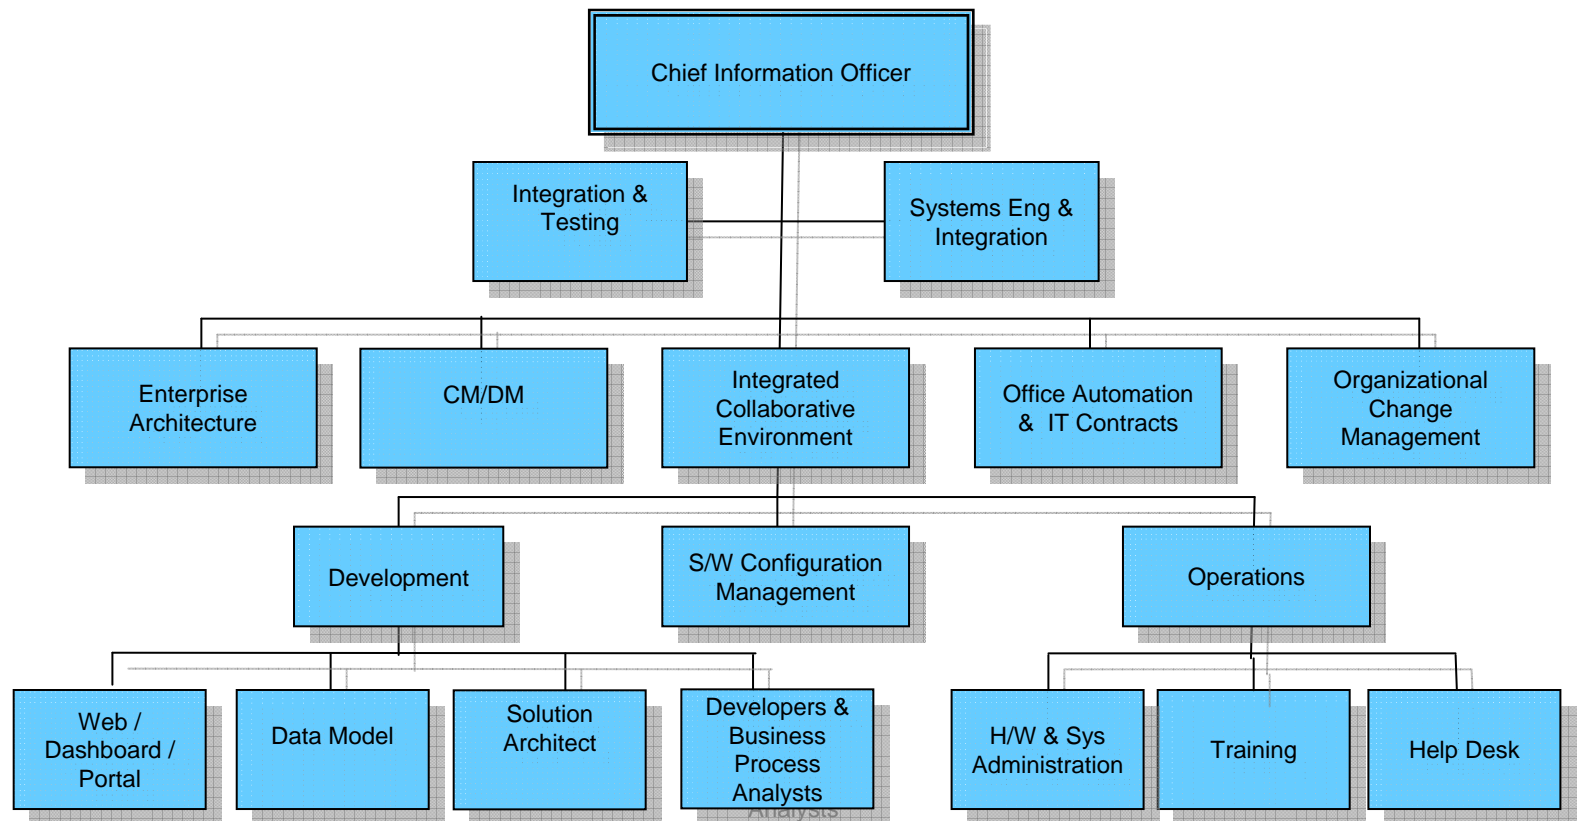 Chief Information Officer
Integration &
Testing
Systems Eng &
Integration
Enterprise
Architecture
CM/DM
Integrated
Collaborative
Environment
Office Automation
& IT Contracts
Organizational
Change
Management
Development
S/W Configuration
Management
Operations
Web /
Dashboard /
Portal
Data Model
Solution
Architect
Developers &
Business
Process
Analysts
Analysts
H/W & Sys
Administration
Training
Help Desk